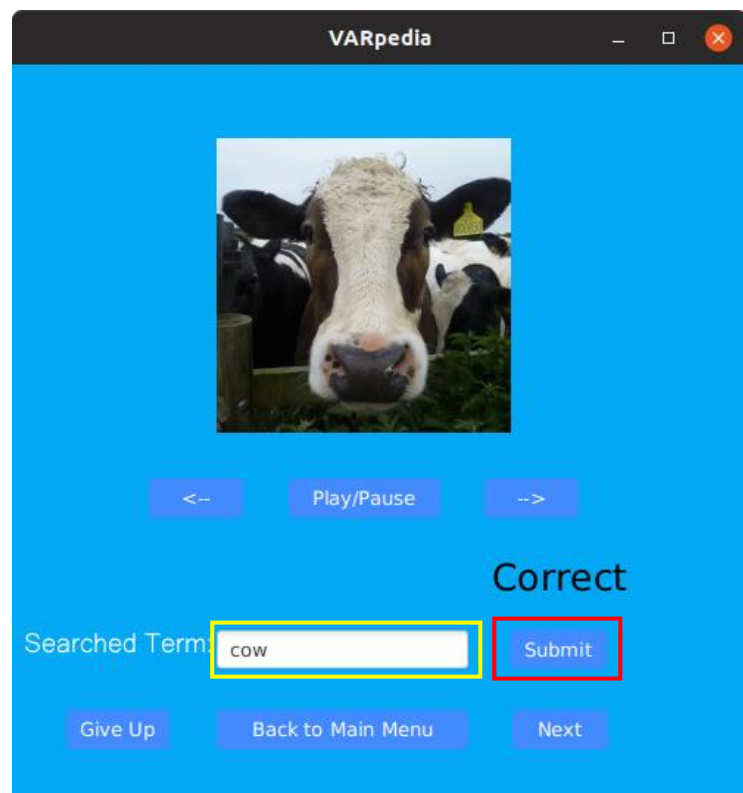 VARpedia
<-- Play/Pause -->
Correct
Searched Term: cow Submit
Give Up Back to Main Menu Next